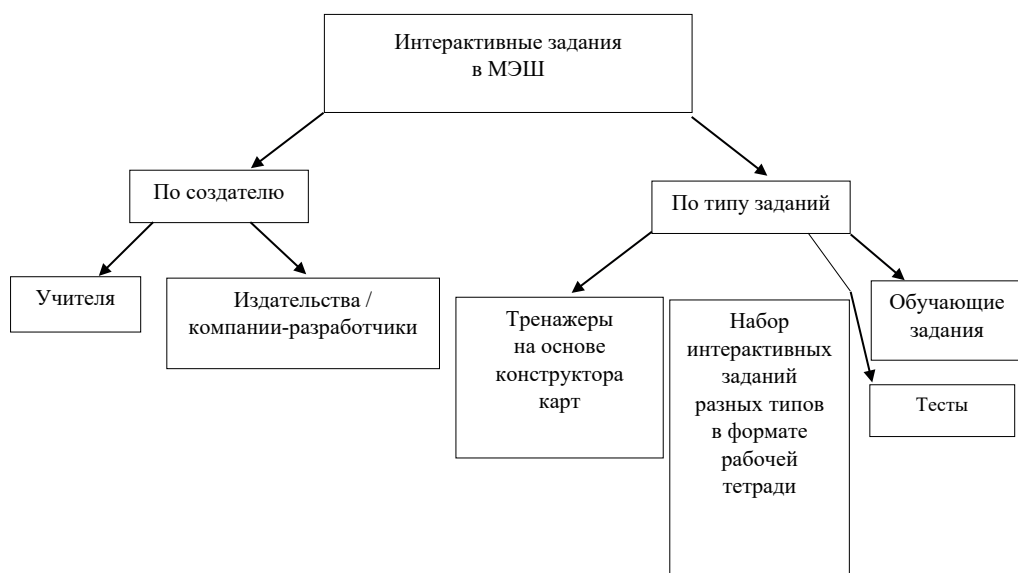 Интерактивные задания
в МЭШ
По создателю
По типу заданий
Учителя
Издательства /
компании-разработчики
Тренажеры
на основе
конструктора
карт
Набор
интерактивных
заданий
разных типов
в формате
рабочей
тетради
Обучающие
задания
Тесты